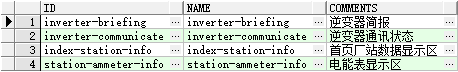 ID NAME COMMENTS
1 inverter-briefing ··· inverter-briefing ··· 逆变器简报 ···
2 inverter-communicate ··· inverter-communicate ··· 逆变器通讯状态 ···
3 index-station-info ··· index-station-info ··· 首页厂站数据显示区 ···
4 station-ammeter-info ··· station-ammeter-info ··· 电能表显示区 ···